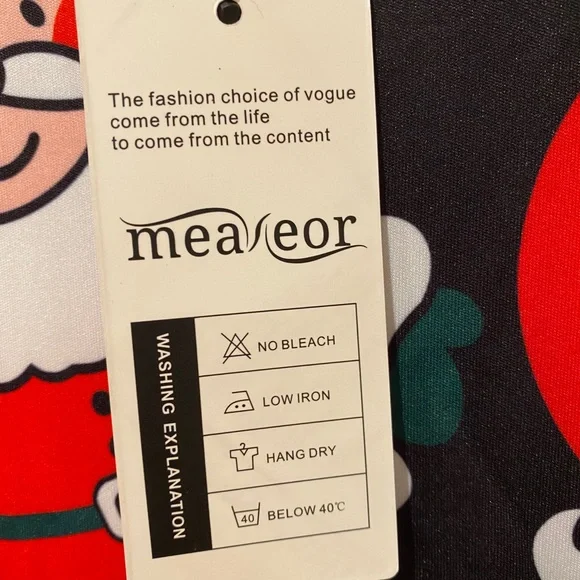 The fashion choice of vogue
come from the life
to come from the content
meaneor
WASHING EXPLANATION
NO BLEACH
LOW IRON
HANG DRY
40 BELOW 40℃